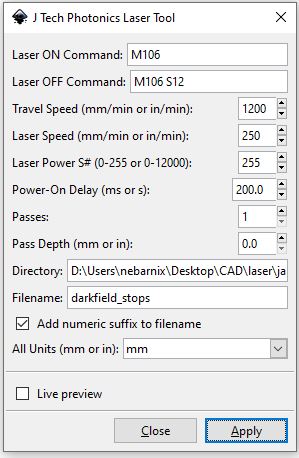 J Tech Photonics Laser Tool
Laser ON Command: M106
Laser OFF Command: M106 S12
Travel Speed (mm/min or in/min): 1200
Laser Speed (mm/min or in/min): 250
Laser Power S# (0-255 or 0-12000): 255
Power-On Delay (ms or s): 200.0
Passes: 1
Pass Depth (mm or in): 0.0
Directory: D:\Users\nebarnix\Desktop\CAD\laser\ja
Filename: darkfield_stops
Add numeric suffix to filename
All Units (mm or in): mm
Live preview
Close Apply